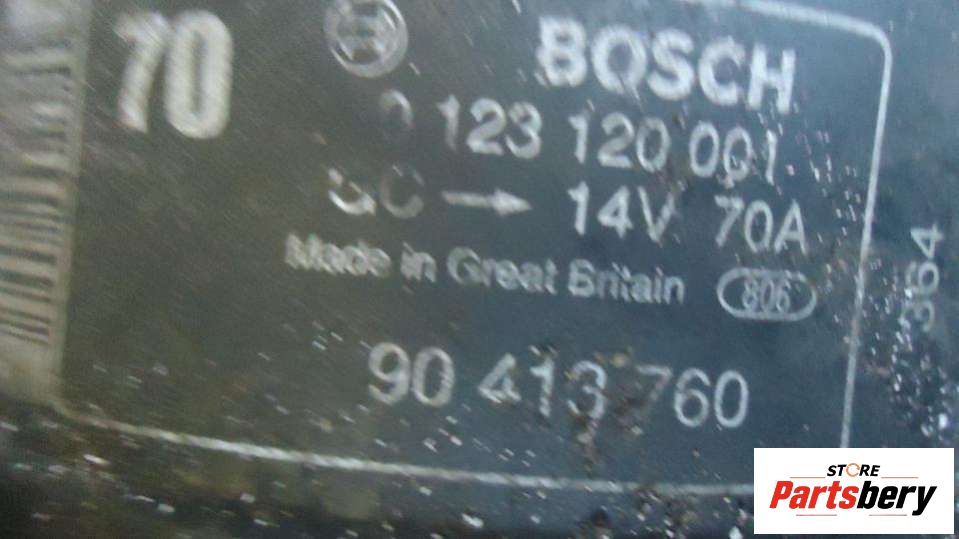 70
BOSCH
0 123 120 001
GC → 14V 70A
Made in Great Britain 806
90 413 760
364
STORE
Partsbery